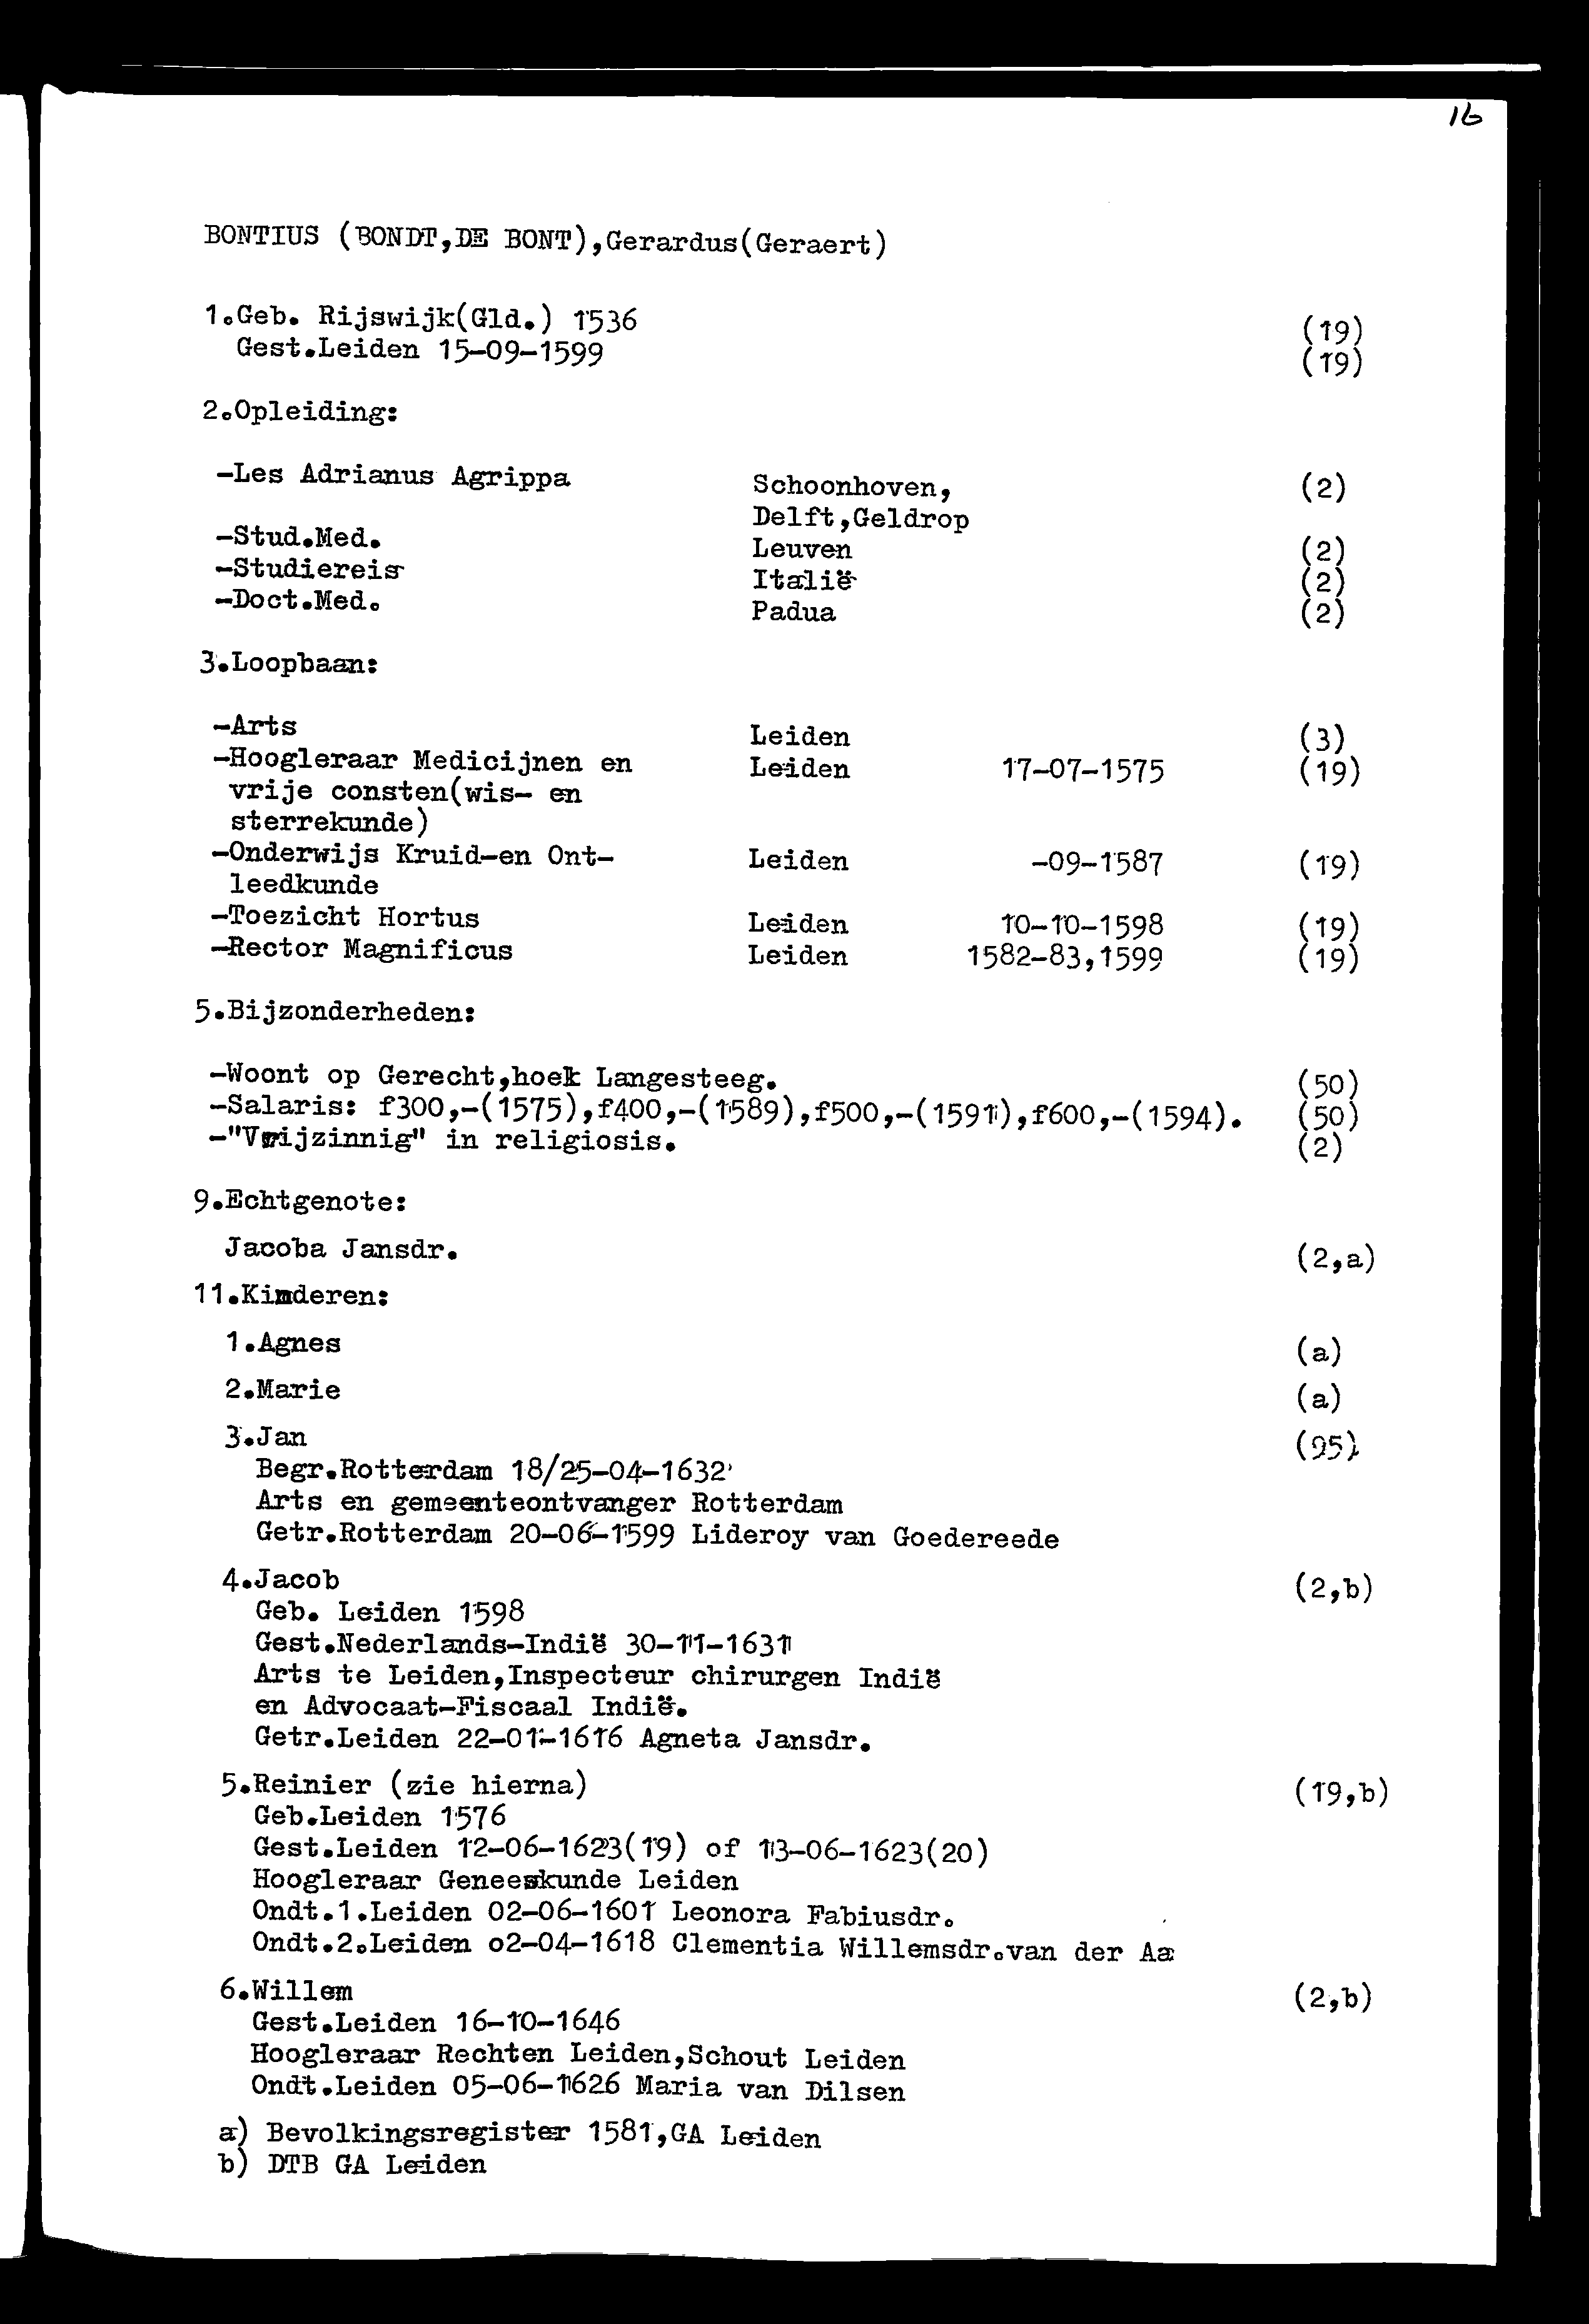 16
BONTIUS (BONDT,DE BONT),Gerardus(Geraert)
1.Geb. Rijswijk(Gld.) 1536 (19)
Gest.Leiden 15-09-1599 (19)
2.Opleiding:
-Les Adrianus Agrippa Schoonhoven, (2)
Delft,Geldrop
-Stud.Med. Leuven (2)
-Studiereis Italië (2)
-Doct.Med. Padua (2)
3.Loopbaan:
-Arts Leiden (3)
-Hoogleraar Medicijnen en Leiden 17-07-1575 (19)
vrije consten(wis- en
sterrekunde)
-Onderwijs Kruid-en Ont- Leiden -09-1587 (19)
leedkunde
-Toezicht Hortus Leiden 10-10-1598 (19)
-Rector Magnificus Leiden 1582-83,1599 (19)
5.Bijzonderheden:
-Woont op Gerecht,hoek Langesteeg. (50)
-Salaris: f300,-(1575),f400,-(1589),f500,-(1591),f600,-(1594). (50)
-"Vrijzinnig" in religiosis. (2)
9.Echtgenote:
Jacoba Jansdr. (2,a)
11.Kinderen:
1.Agnes (a)
2.Marie (a)
3.Jan (95)
Begr.Rotterdam 18/25-04-1632
Arts en gemeenteontvanger Rotterdam
Getr.Rotterdam 20-06-1599 Lideroy van Goedereede
4.Jacob (2,b)
Geb. Leiden 1598
Gest.Nederlands-Indië 30-11-1631
Arts te Leiden,Inspecteur chirurgen Indië
en Advocaat-Fiscaal Indië.
Getr.Leiden 22-01-1616 Agneta Jansdr.
5.Reinier (zie hierna) (19,b)
Geb.Leiden 1576
Gest.Leiden 12-06-1623(19) of 13-06-1623(20)
Hoogleraar Geneeskunde Leiden
Ondt.1.Leiden 02-06-1601 Leonora Fabiusdr.
Ondt.2.Leiden o2-04-1618 Clementia Willemsdr.van der Aa
6.Willem (2,b)
Gest.Leiden 16-10-1646
Hoogleraar Rechten Leiden,Schout Leiden
Ondt.Leiden 05-06-1626 Maria van Dilsen
a) Bevolkingsregister 1581,GA Leiden
b) DTB GA Leiden